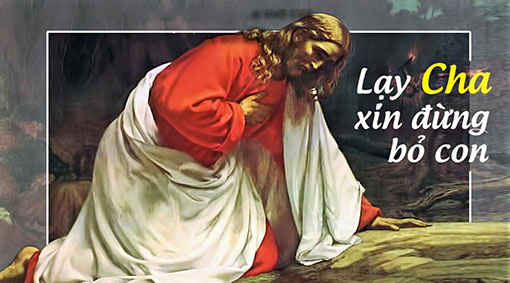 Lạy Cha
xin đừng
bỏ con